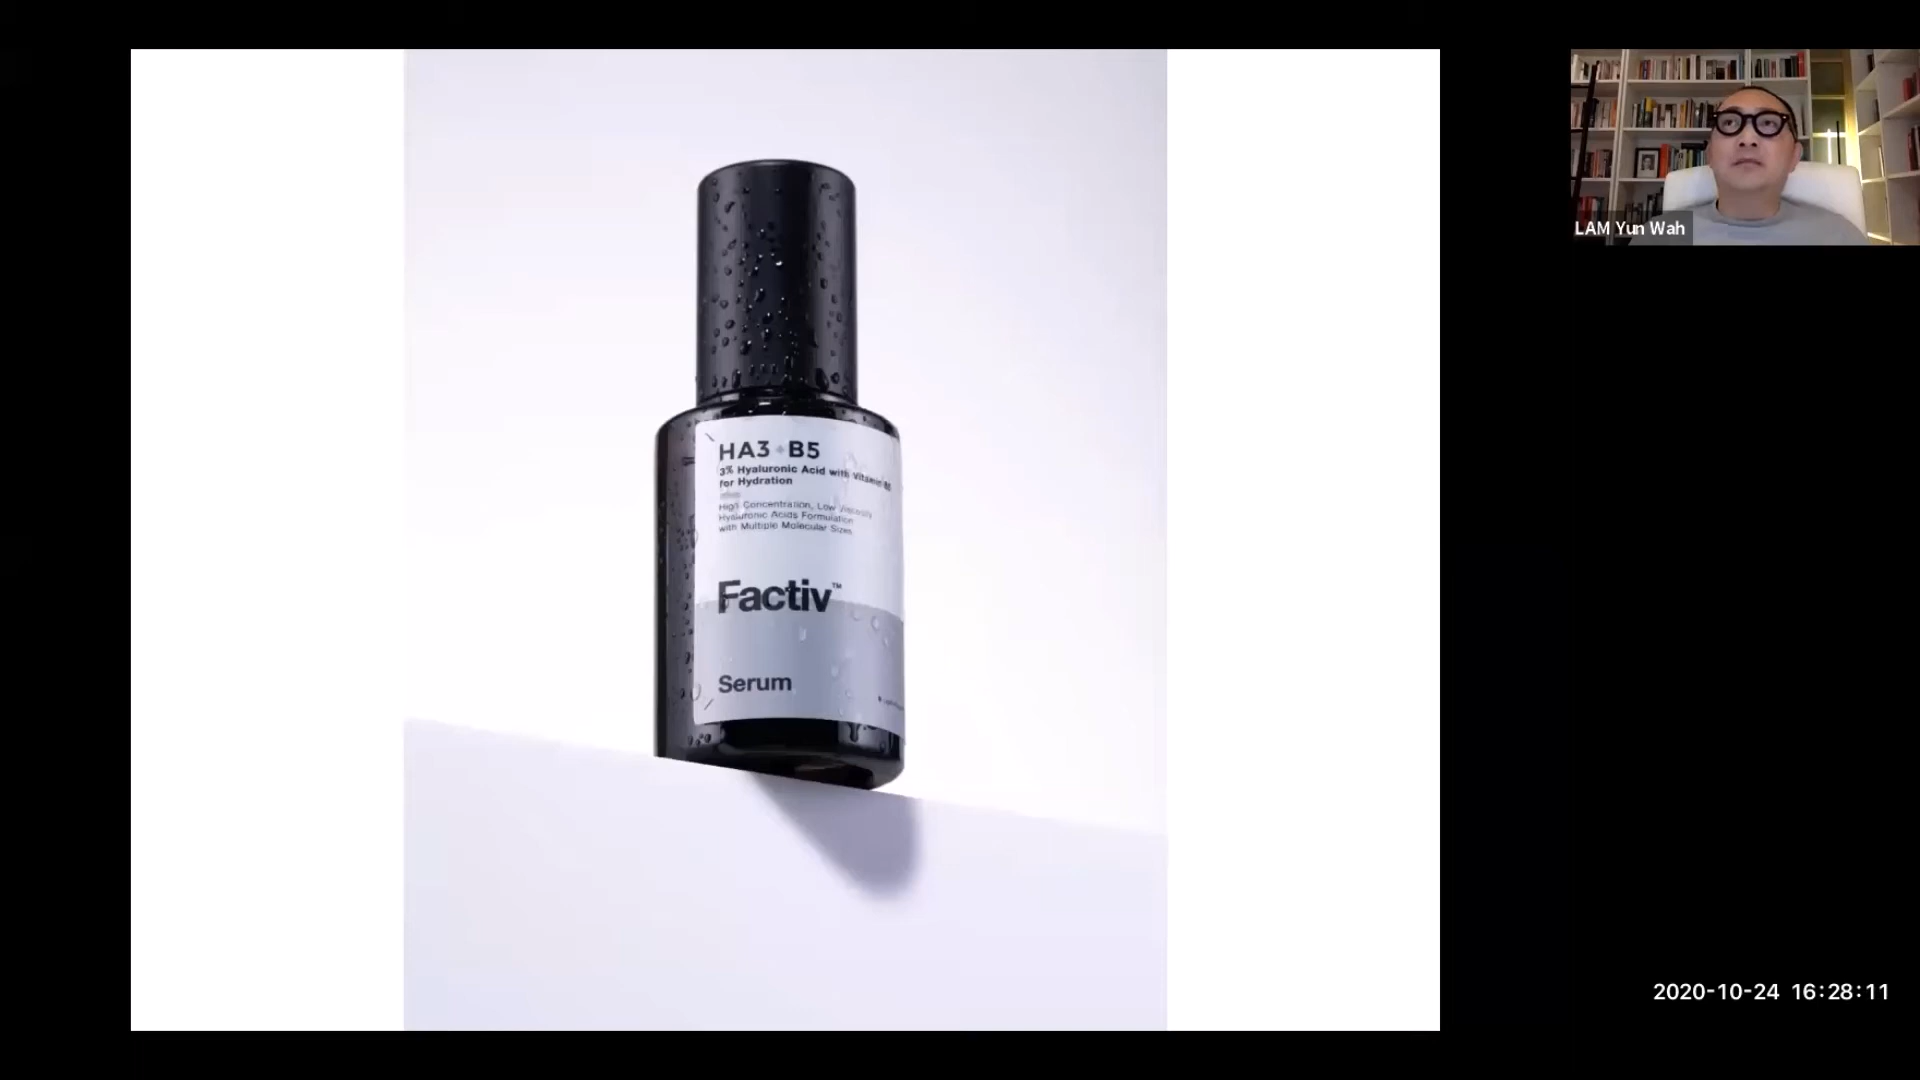 HA3+B5
3% Hyaluronic Acid with Vitamin B5
for Hydration
High Concentration, Low Viscosity
Hyaluronic Acids Formulation
with Multiple Molecular Sizes
Factiv™
Serum
LAM Yun Wah
2020-10-24 16:28:11